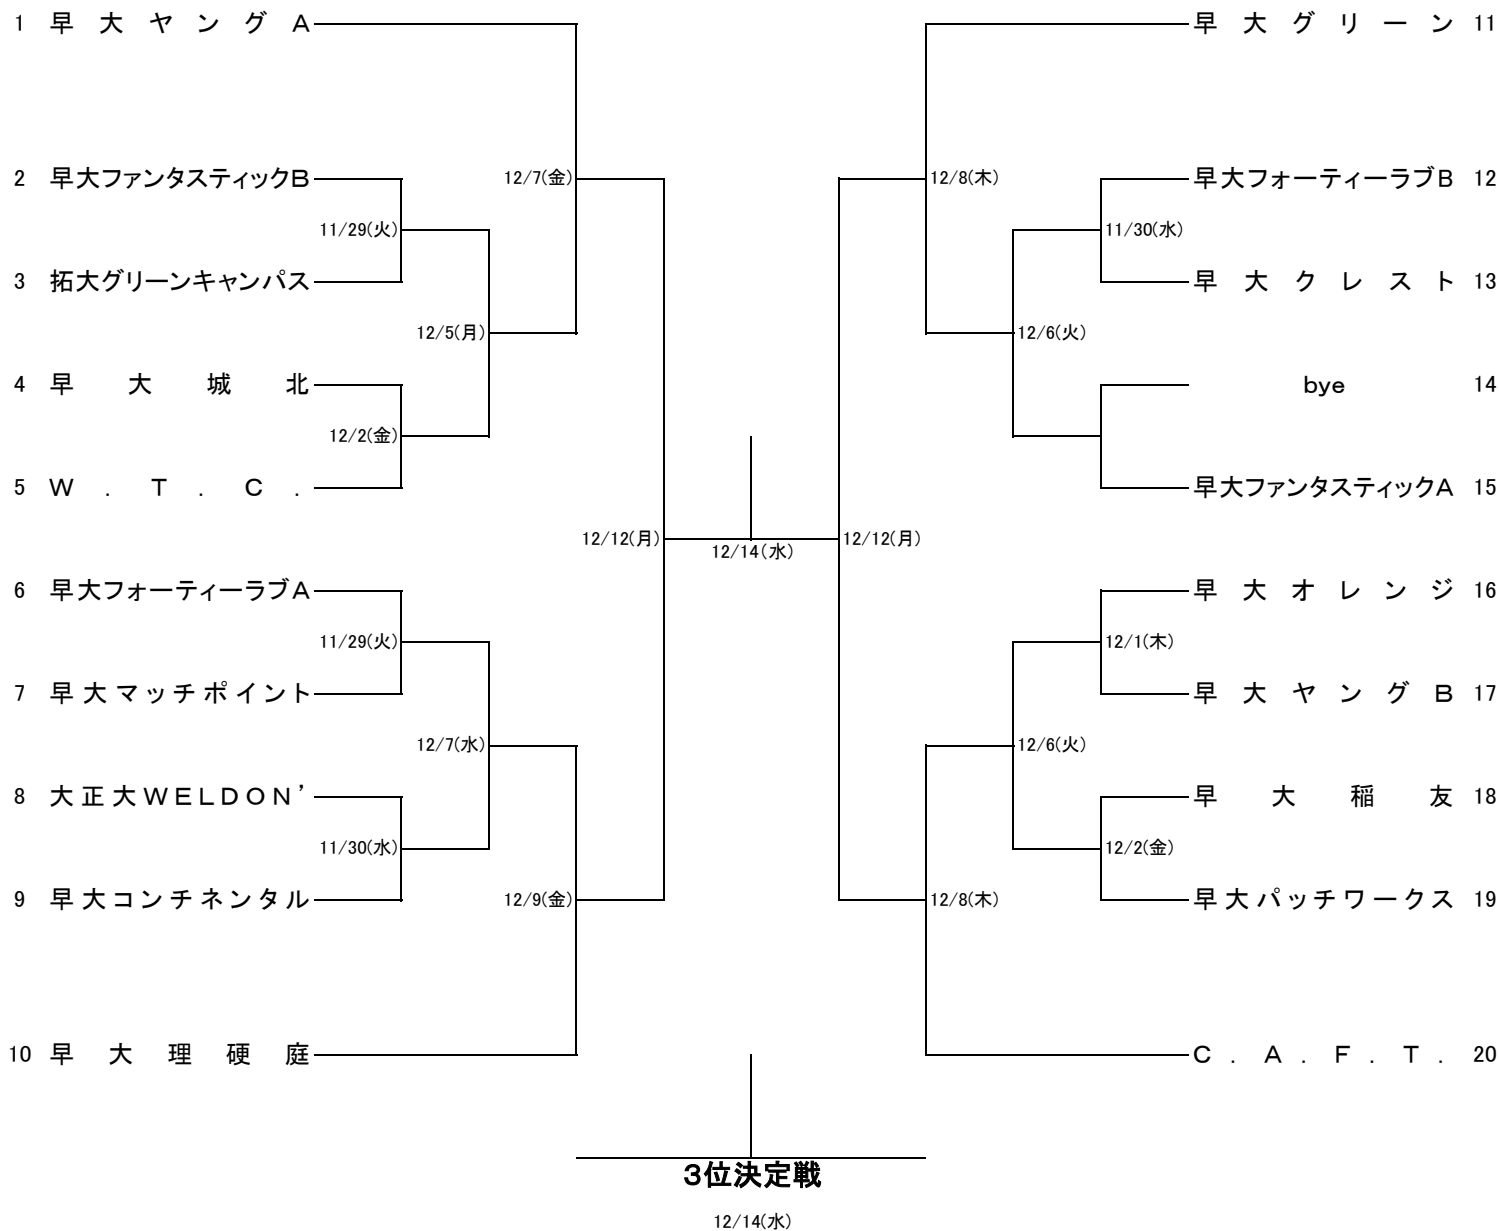 1 早大ヤングA
早大グリーン 11
2 早大ファンタスティックB
12/7(金)
12/8(木)
早大フォーティーラブB 12
11/29(火)
11/30(水)
3 拓大グリーンキャンパス
早大クレスト 13
12/5(月)
12/6(火)
4 早大城北
bye 14
12/2(金)
5 W.T.C.
早大ファンタスティックA 15
12/12(月)
12/14(水)
12/12(月)
6 早大フォーティーラブA
早大オレンジ 16
11/29(火)
12/1(木)
7 早大マッチポイント
早大ヤングB 17
12/7(水)
12/6(火)
8 大正大WELDON'
早大稲友 18
11/30(水)
12/2(金)
9 早大コンチネンタル
12/9(金)
12/8(木)
早大パッチワークス 19
10 早大理硬庭
C.A.F.T. 20
3位決定戦
12/14(水)